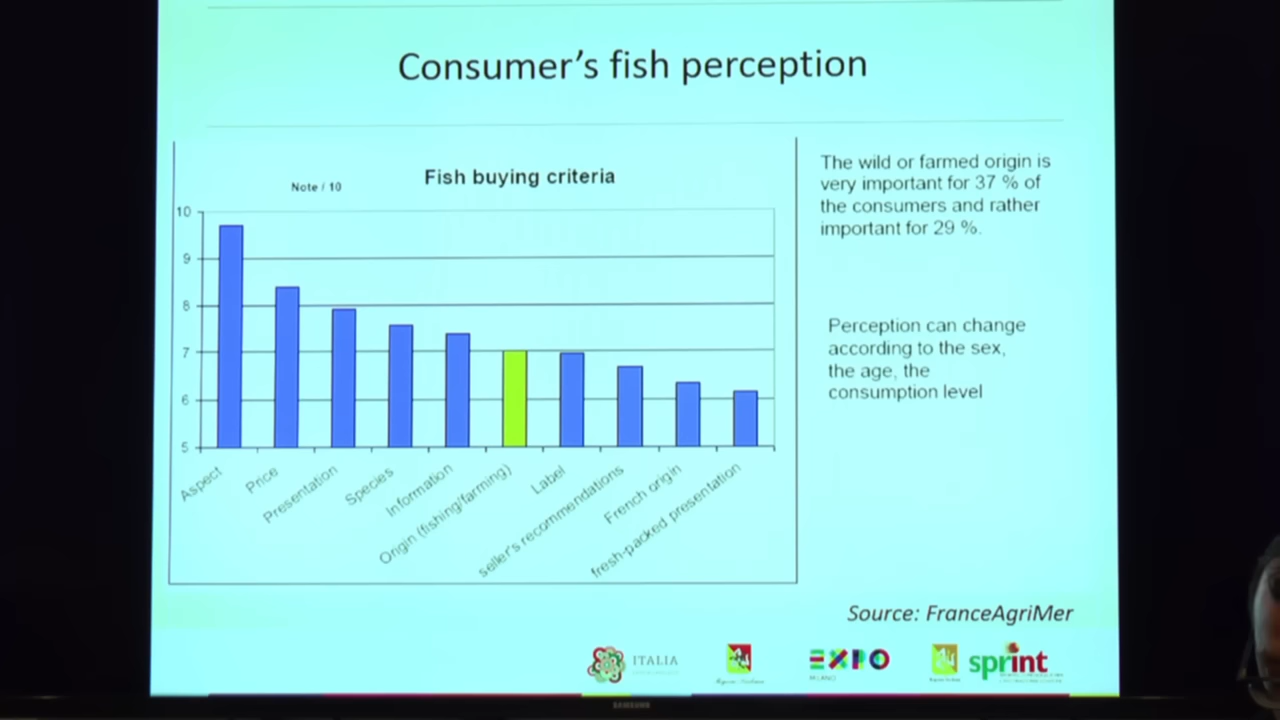 Consumer's fish perception
Note / 10
Fish buying criteria
10
9
8
7
6
5
Aspect
Price
Presentation
Species
Information
Origin (fishing/farming)
Label
seller's recommendations
French origin
fresh-packed presentation
The wild or farmed origin is
very important for 37 % of
the consumers and rather
important for 29 %.
Perception can change
according to the sex,
the age, the
consumption level
Source: FranceAgriMer
ITALIA
EXPO
MILANO
sprint
SAMSUNG